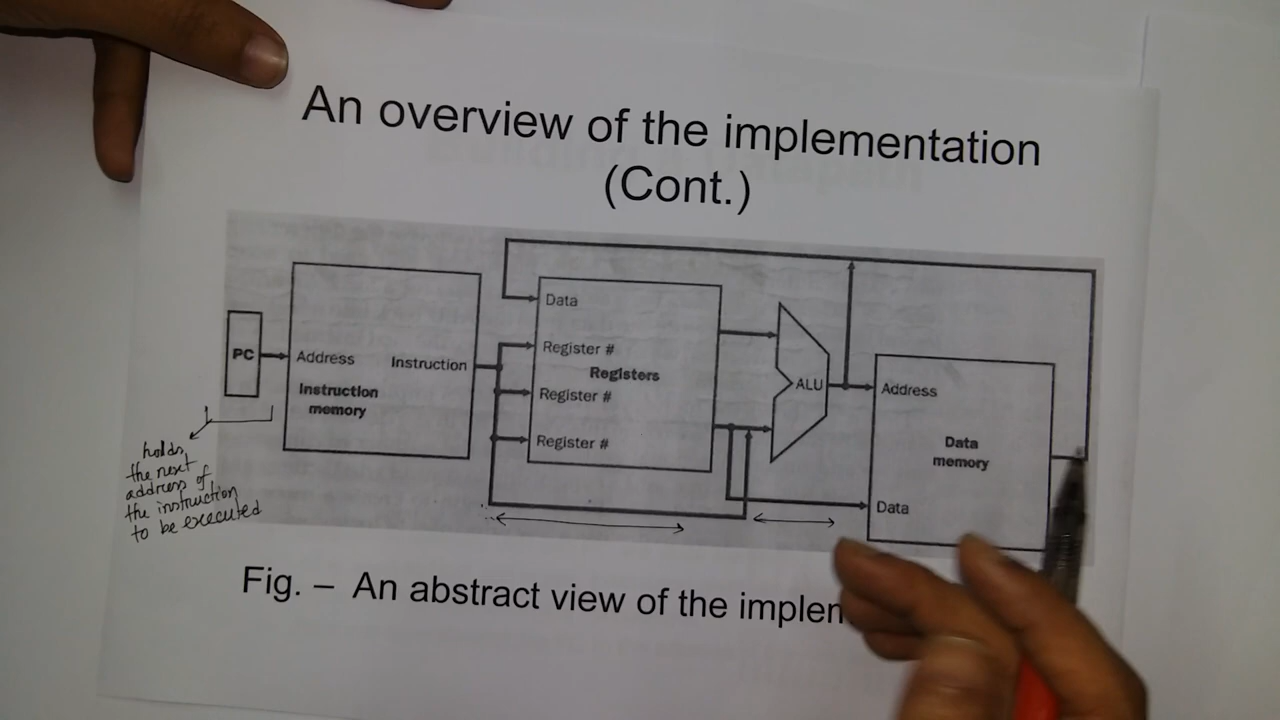 An overview of the implementation
(Cont.)
Data
Register #
Registers
Register #
Register #
PC
Address
Instruction
Instruction
memory
ALU
Address
Data
memory
Data
holds
the next
address of
the instruction
to be executed
Fig. – An abstract view of the implem